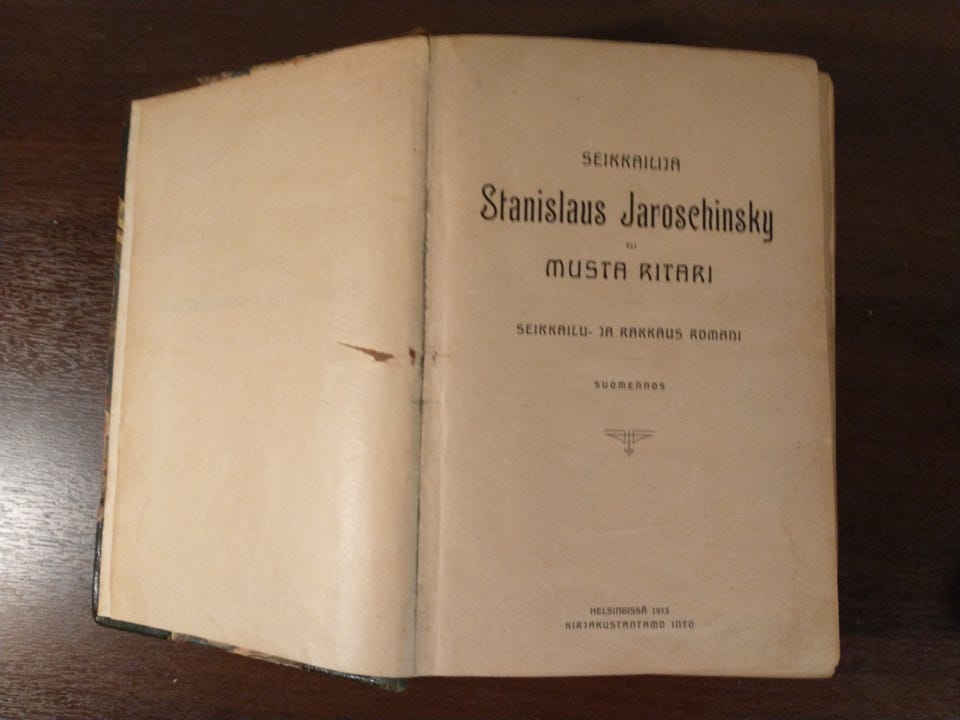 SEIKKAILIJA
Stanislaus Jaroschinsky
eli
MUSTA RITARI
SEIKKAILU- JA RAKKAUS ROMANI
SUOMENNOS
HELSINGISSÄ 1913
KIRJAKUSTANTAMO INTO